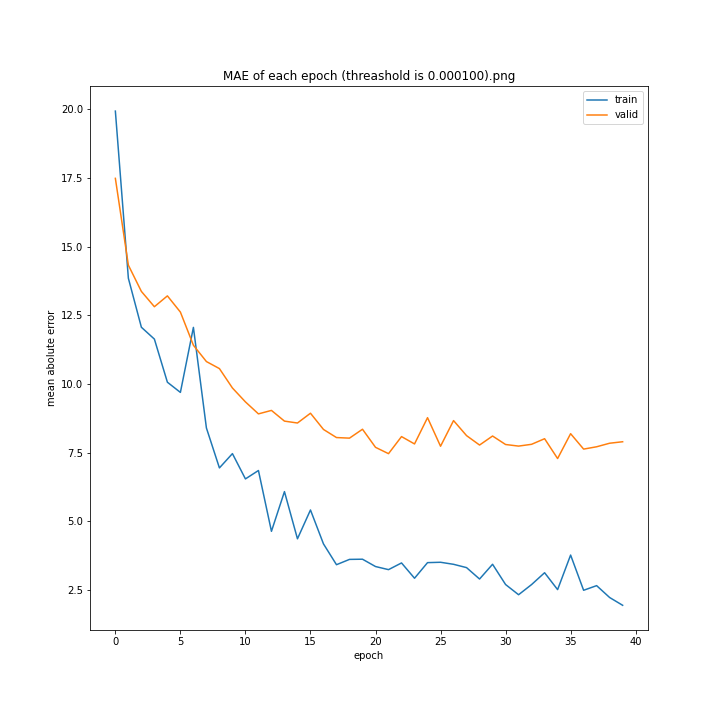 MAE of each epoch (threashold is 0.000100).png
train
valid
20.0
17.5
15.0
12.5
10.0
7.5
5.0
2.5
mean abolute error
0 5 10 15 20 25 30 35 40
epoch